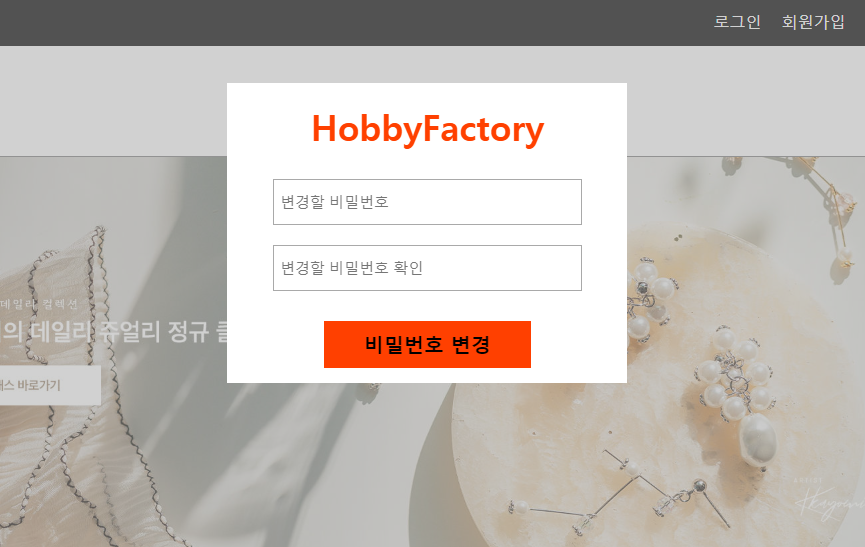 로그인 회원가입
HobbyFactory
변경할 비밀번호
변경할 비밀번호 확인
데일리 컬렉션
의 데일리 주얼리 정규 클
바로가기
비밀번호 변경